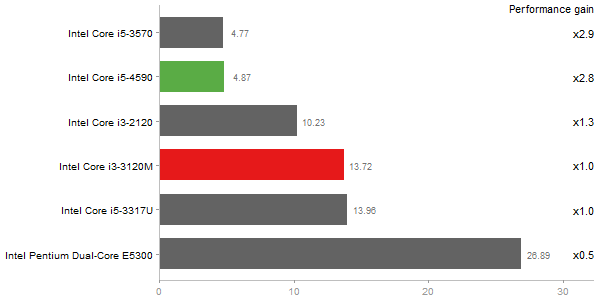 Performance gain
Intel Core i5-3570 4.77 x2.9
Intel Core i5-4590 4.87 x2.8
Intel Core i3-2120 10.23 x1.3
Intel Core i3-3120M 13.72 x1.0
Intel Core i5-3317U 13.96 x1.0
Intel Pentium Dual-Core E5300 26.89 x0.5
0 10 20 30